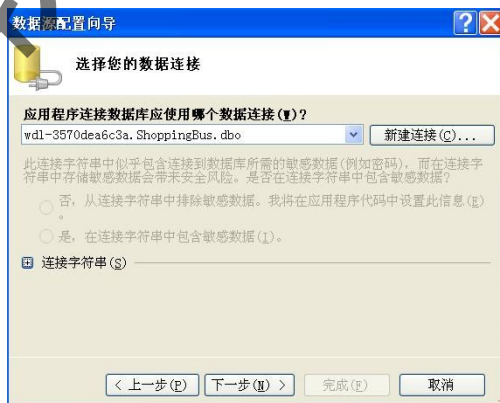 数据源配置向导
选择您的数据连接
应用程序连接数据库应使用哪个数据连接(W)?
wdl-3570dea6c3a.ShoppingBus.dbo
新建连接(C)...
此连接字符串中似乎包含连接到数据库所需的敏感数据(例如密码)，而在连接字
符串中存储敏感数据会带来安全风险。是否在连接字符串中包含敏感数据?
否，从连接字符串中排除敏感数据。我将在应用程序代码中设置此信息(E)
。
是，在连接字符串中包含敏感数据(I)。
连接字符串(S)
< 上一步(P)
下一步(N) >
完成(F)
取消